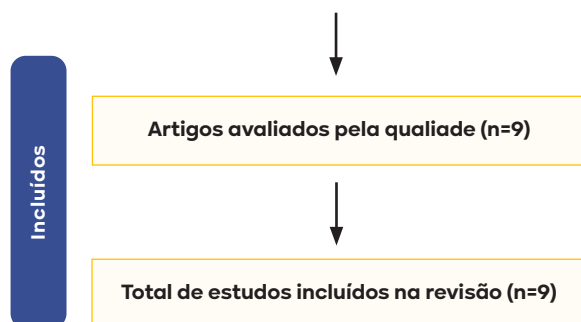 Incluídos
Artigos avaliados pela qualiade (n=9)
Total de estudos incluídos na revisão (n=9)